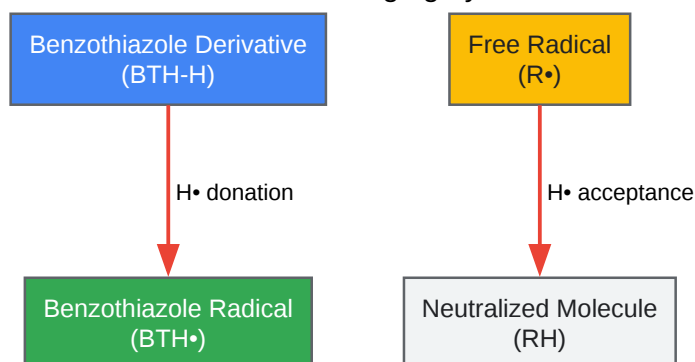 Benzothiazole Derivative
(BTH-H)
Free Radical
(R•)
H• donation
H• acceptance
Benzothiazole Radical
(BTH•)
Neutralized Molecule
(RH)